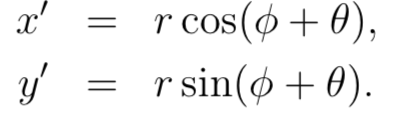 x′ = r cos(ϕ + θ),
y′ = r sin(ϕ + θ).